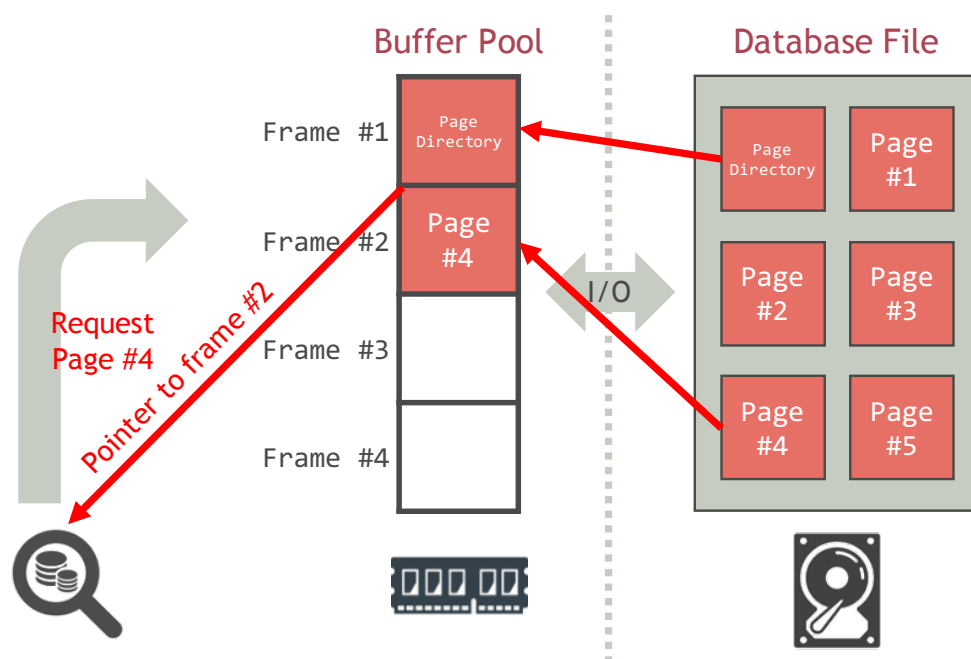 Buffer Pool
Database File
Frame #1
Page
Directory
Page
Directory
Page
#1
Frame #2
Page
#4
I/O
Page
#2
Page
#3
Request
Page #4
Pointer to frame #2
Frame #3
Frame #4
Page
#4
Page
#5